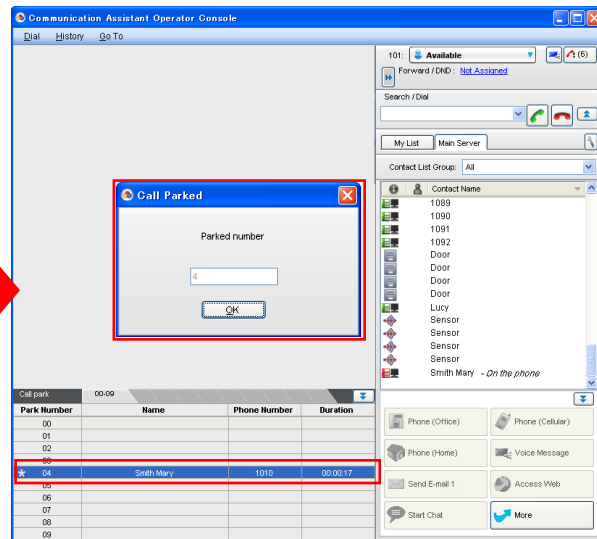 Communication Assistant Operator Console
Dial History Go To
101: Available (6)
Forward / DND : Not Assigned
Search / Dial
My List Main Server
Contact List Group: All
Contact Name
1089
1090
1091
1092
Door
Door
Door
Door
Lucy
Sensor
Sensor
Sensor
Sensor
Smith Mary - On the phone
Call Parked
Parked number
4
OK
Call park 00-09
Park Number Name Phone Number Duration
00
01
02
03
04 Smith Mary 1010 00:00:17
05
06
07
08
09
Phone (Office) Phone (Cellular)
Phone (Home) Voice Message
Send E-mail 1 Access Web
Start Chat More